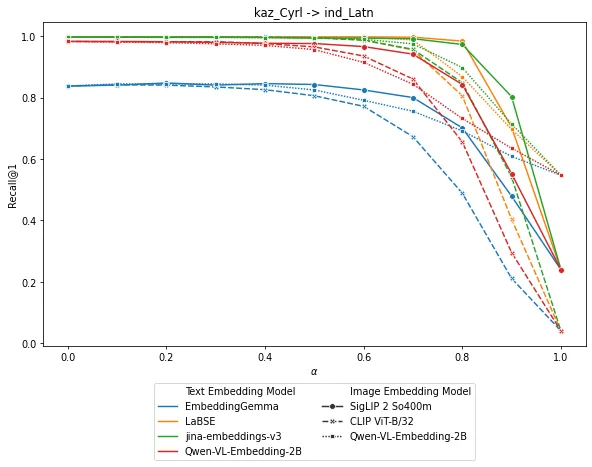 kaz_Cyrl -> ind_Latn
1.0
0.8
0.6
0.4
0.2
0.0
Recall@1
0.0 0.2 0.4 0.6 0.8 1.0
α
Text Embedding Model
EmbeddingGemma
LaBSE
jina-embeddings-v3
Qwen-VL-Embedding-2B
Image Embedding Model
SigLIP 2 So400m
CLIP ViT-B/32
Qwen-VL-Embedding-2B